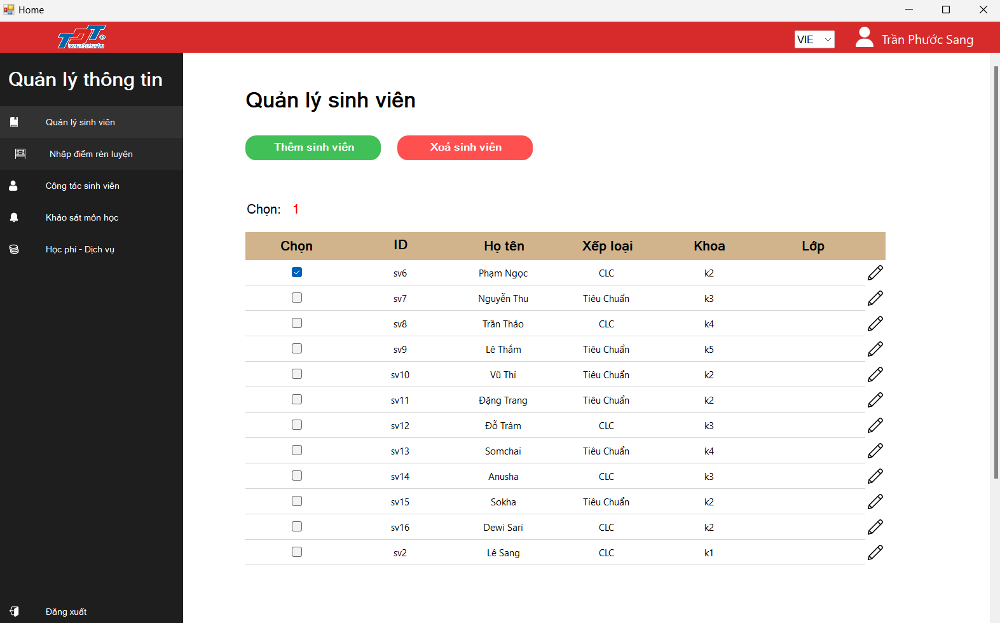 Home
TDT
VIE
Trần Phước Sang
Quản lý thông tin
Quản lý sinh viên
Nhập điểm rèn luyện
Công tác sinh viên
Khảo sát môn học
Học phí - Dịch vụ
Đăng xuất
Quản lý sinh viên
Thêm sinh viên Xoá sinh viên
Chọn: 1
Chọn ID Họ tên Xếp loại Khoa Lớp
sv6 Phạm Ngọc CLC k2
sv7 Nguyễn Thu Tiêu Chuẩn k3
sv8 Trần Thảo CLC k4
sv9 Lê Thắm Tiêu Chuẩn k5
sv10 Vũ Thi Tiêu Chuẩn k2
sv11 Đặng Trang Tiêu Chuẩn k2
sv12 Đỗ Trâm CLC k3
sv13 Somchai Tiêu Chuẩn k4
sv14 Anusha CLC k3
sv15 Sokha Tiêu Chuẩn k2
sv16 Dewi Sari CLC k2
sv2 Lê Sang CLC k1